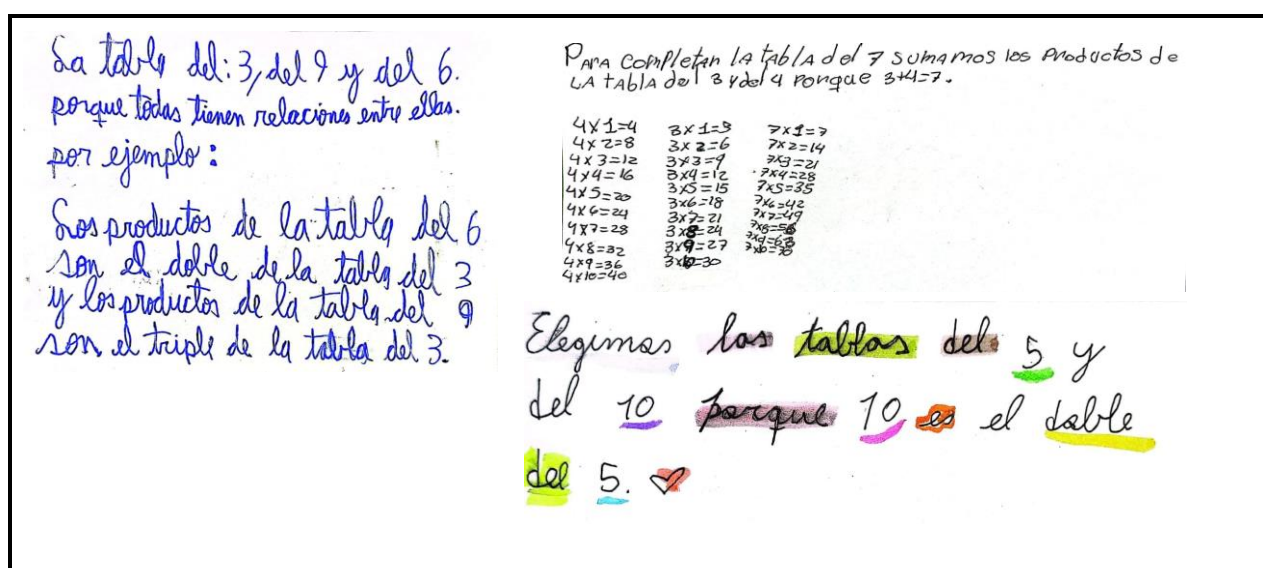 La tabla del: 3, del 9 y del 6.
porque todas tienen relaciones entre ellas.
por ejemplo:
Los productos de la tabla del 6
son el doble de la tabla del 3
y los productos de la tabla del 9
son el triple de la tabla del 3.
Para completar la tabla del 7 sumamos los productos de
la tabla del 3 y del 4 porque 3+4=7.
4x1=4
4x2=8
4x3=12
4x4=16
4x5=20
4x6=24
4x7=28
4x8=32
4x9=36
4x10=40
3x1=3
3x2=6
3x3=9
3x4=12
3x5=15
3x6=18
3x7=21
3x8=24
3x9=27
3x10=30
7x1=7
7x2=14
7x3=21
7x4=28
7x5=35
7x6=42
7x7=49
7x8=56
7x9=63
7x10=70
Elegimos las tablas del 5 y
del 10 porque 10 es el doble
del 5.